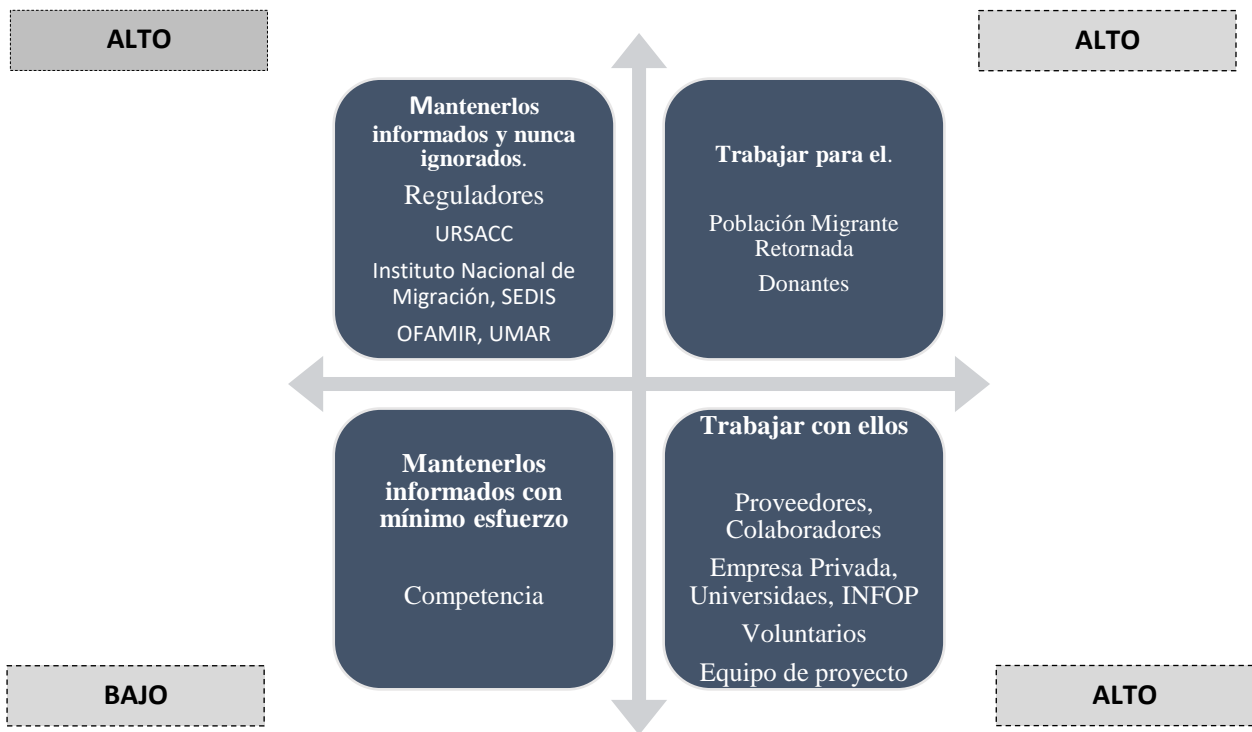 ALTO
ALTO
Mantenerlos
informados y nunca
ignorados.
Reguladores
URSACC
Instituto Nacional de
Migración, SEDIS
OFAMIR, UMAR
Trabajar para el.
Población Migrante
Retornada
Donantes
Mantenerlos
informados con
mínimo esfuerzo
Competencia
Trabajar con ellos
Proveedores,
Colaboradores
Empresa Privada,
Universidaes, INFOP
Voluntarios
Equipo de proyecto
BAJO
ALTO